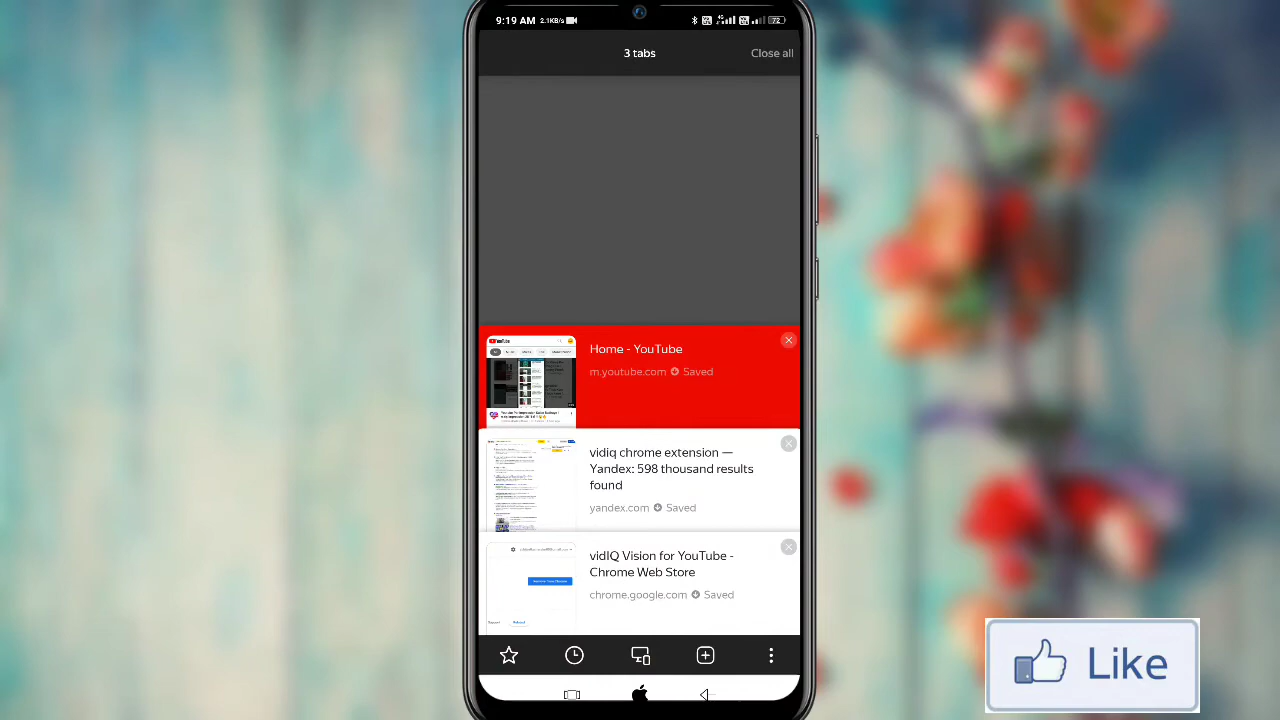 9:19 AM 2.1KB/s 72
3 tabs Close all
YouTube
Home - YouTube
m.youtube.com Saved
vidiq chrome extension —
Yandex: 598 thousand results
found
yandex.com Saved
vidIQ Vision for YouTube -
Chrome Web Store
chrome.google.com Saved
Like